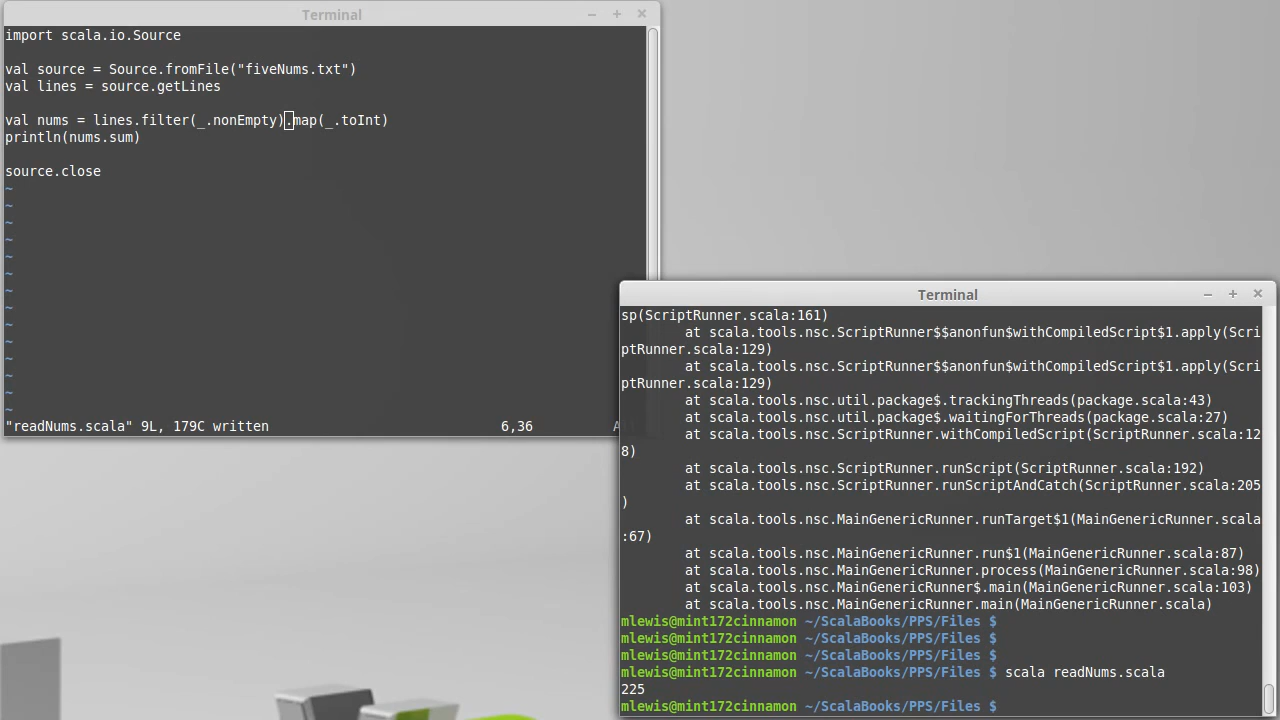 Terminal
import scala.io.Source
val source = Source.fromFile("fiveNums.txt")
val lines = source.getLines
val nums = lines.filter(_.nonEmpty).map(_.toInt)
println(nums.sum)
source.close
~
~
~
~
~
~
~
~
~
~
~
~
~
~
"readNums.scala" 9L, 179C written 6,36
Terminal
sp(ScriptRunner.scala:161)
at scala.tools.nsc.ScriptRunner$$anonfun$withCompiledScript$1.apply(Scri
ptRunner.scala:129)
at scala.tools.nsc.ScriptRunner$$anonfun$withCompiledScript$1.apply(Scri
ptRunner.scala:129)
at scala.tools.nsc.util.package$.trackingThreads(package.scala:43)
at scala.tools.nsc.util.package$.waitingForThreads(package.scala:27)
at scala.tools.nsc.ScriptRunner.withCompiledScript(ScriptRunner.scala:12
8)
at scala.tools.nsc.ScriptRunner.runScript(ScriptRunner.scala:192)
at scala.tools.nsc.ScriptRunner.runScriptAndCatch(ScriptRunner.scala:205
)
at scala.tools.nsc.MainGenericRunner.runTarget$1(MainGenericRunner.scala
:67)
at scala.tools.nsc.MainGenericRunner.run$1(MainGenericRunner.scala:87)
at scala.tools.nsc.MainGenericRunner.process(MainGenericRunner.scala:98)
at scala.tools.nsc.MainGenericRunner$.main(MainGenericRunner.scala:103)
at scala.tools.nsc.MainGenericRunner.main(MainGenericRunner.scala)
mlewis@mint172cinnamon ~/ScalaBooks/PPS/Files $
mlewis@mint172cinnamon ~/ScalaBooks/PPS/Files $
mlewis@mint172cinnamon ~/ScalaBooks/PPS/Files $
mlewis@mint172cinnamon ~/ScalaBooks/PPS/Files $ scala readNums.scala
225
mlewis@mint172cinnamon ~/ScalaBooks/PPS/Files $